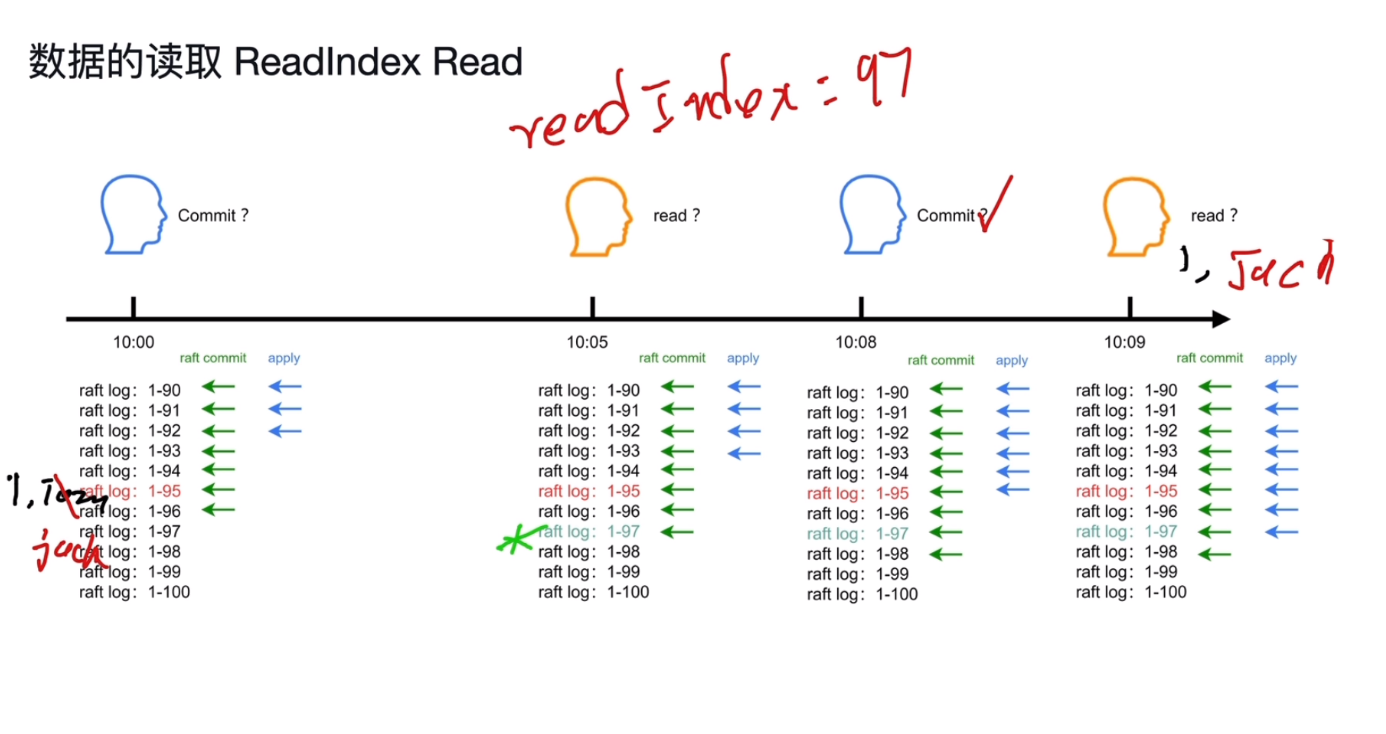 数据的读取 ReadIndex Read
readIndex = 97
Commit ?
read ?
Commit ?
read ?
1, Jack
10:00
10:05
10:08
10:09
raft commit apply
raft log: 1-90
raft log: 1-91
raft log: 1-92
raft log: 1-93
raft log: 1-94
raft log: 1-95
raft log: 1-96
raft log: 1-97
raft log: 1-98
raft log: 1-99
raft log: 1-100
1,
jack
raft commit apply
raft log: 1-90
raft log: 1-91
raft log: 1-92
raft log: 1-93
raft log: 1-94
raft log: 1-95
raft log: 1-96
raft log: 1-97
raft log: 1-98
raft log: 1-99
raft log: 1-100
raft commit apply
raft log: 1-90
raft log: 1-91
raft log: 1-92
raft log: 1-93
raft log: 1-94
raft log: 1-95
raft log: 1-96
raft log: 1-97
raft log: 1-98
raft log: 1-99
raft log: 1-100
raft commit apply
raft log: 1-90
raft log: 1-91
raft log: 1-92
raft log: 1-93
raft log: 1-94
raft log: 1-95
raft log: 1-96
raft log: 1-97
raft log: 1-98
raft log: 1-99
raft log: 1-100